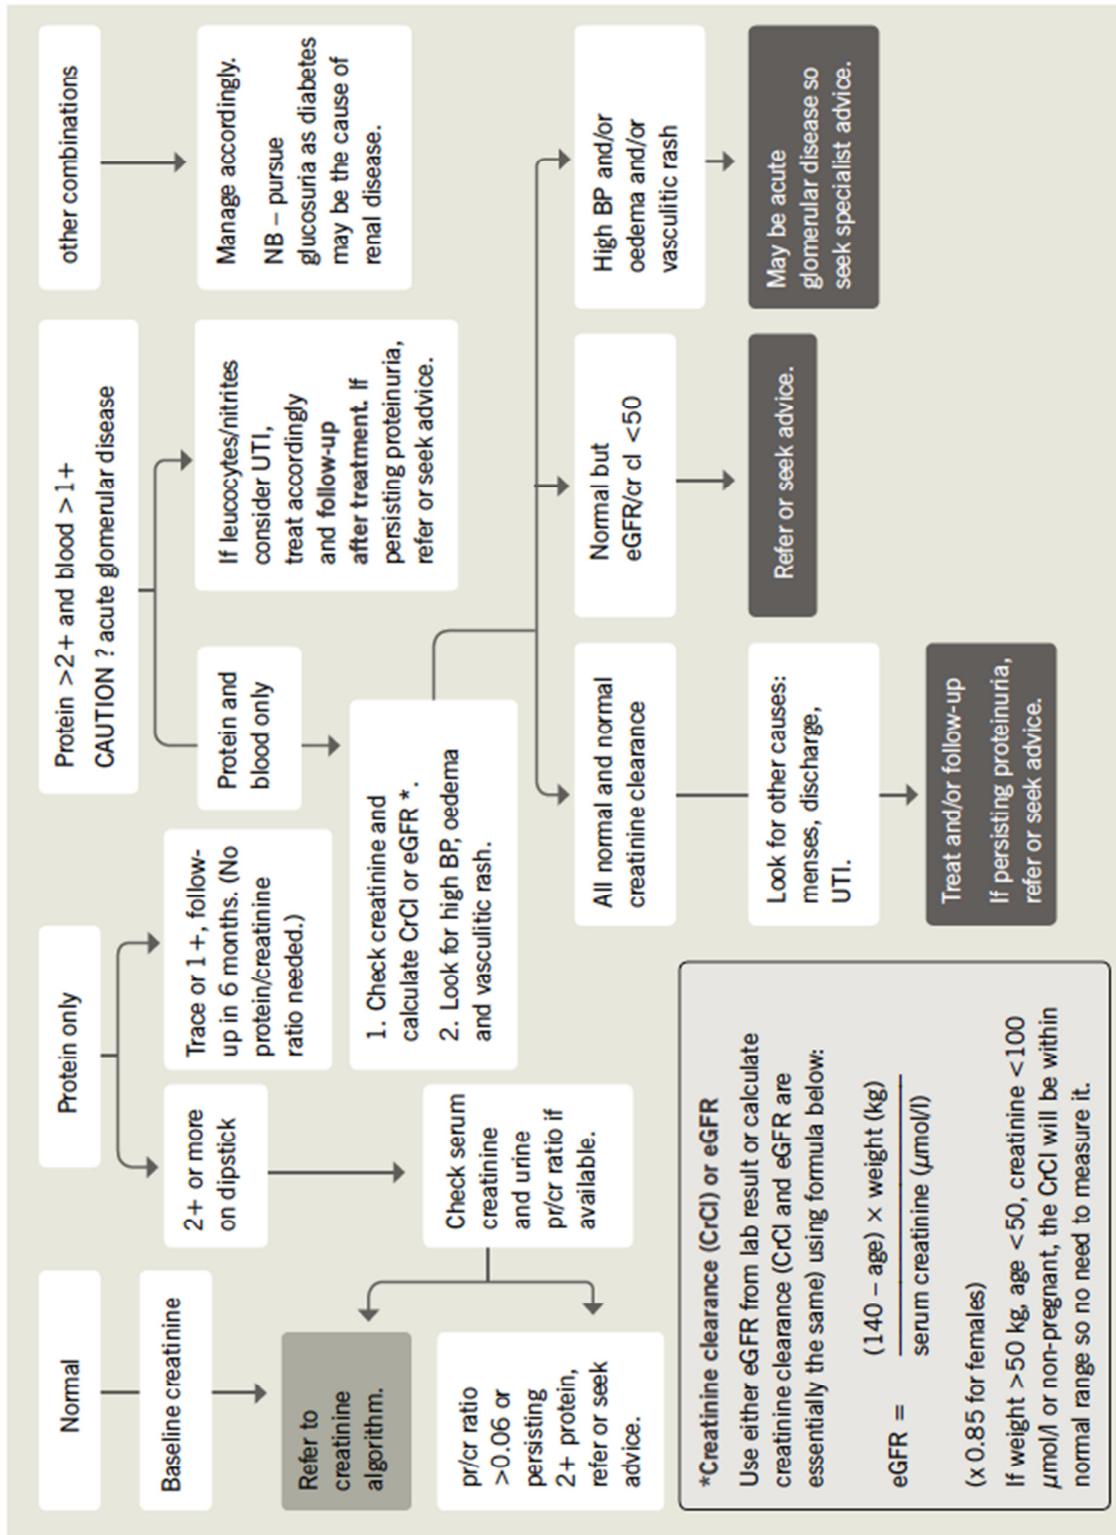 Normal
Baseline creatinine
Refer to
creatinine
algorithm.
Protein only
2+ or more
on dipstick
Trace or 1+, follow-
up in 6 months. (No
protein/creatinine
ratio needed.)
Check serum
creatinine
and urine
pr/cr ratio if
available.
pr/cr ratio
>0.06 or
persisting
2+ protein,
refer or seek
advice.
Protein >2+ and blood >1+
CAUTION ? acute glomerular disease
Protein and
blood only
If leucocytes/nitrites
consider UTI,
treat accordingly
and follow-up
after treatment. If
persisting proteinuria,
refer or seek advice.
1. Check creatinine and
calculate CrCl or eGFR *.
2. Look for high BP, oedema
and vasculitic rash.
All normal and normal
creatinine clearance
Look for other causes:
menses, discharge,
UTI.
Treat and/or follow-up
If persisting proteinuria,
refer or seek advice.
Normal but
eGFR/cr cl <50
Refer or seek advice.
High BP and/or
oedema and/or
vasculitic rash
May be acute
glomerular disease so
seek specialist advice.
other combinations
Manage accordingly.
NB – pursue
glucosuria as diabetes
may be the cause of
renal disease.
*Creatinine clearance (CrCl) or eGFR
Use either eGFR from lab result or calculate
creatinine clearance (CrCl and eGFR are
essentially the same) using formula below:
(140 – age) × weight (kg)
eGFR =
serum creatinine (µmol/l)
(x 0.85 for females)
If weight >50 kg, age <50, creatinine <100
µmol/l or non-pregnant, the CrCl will be within
normal range so no need to measure it.